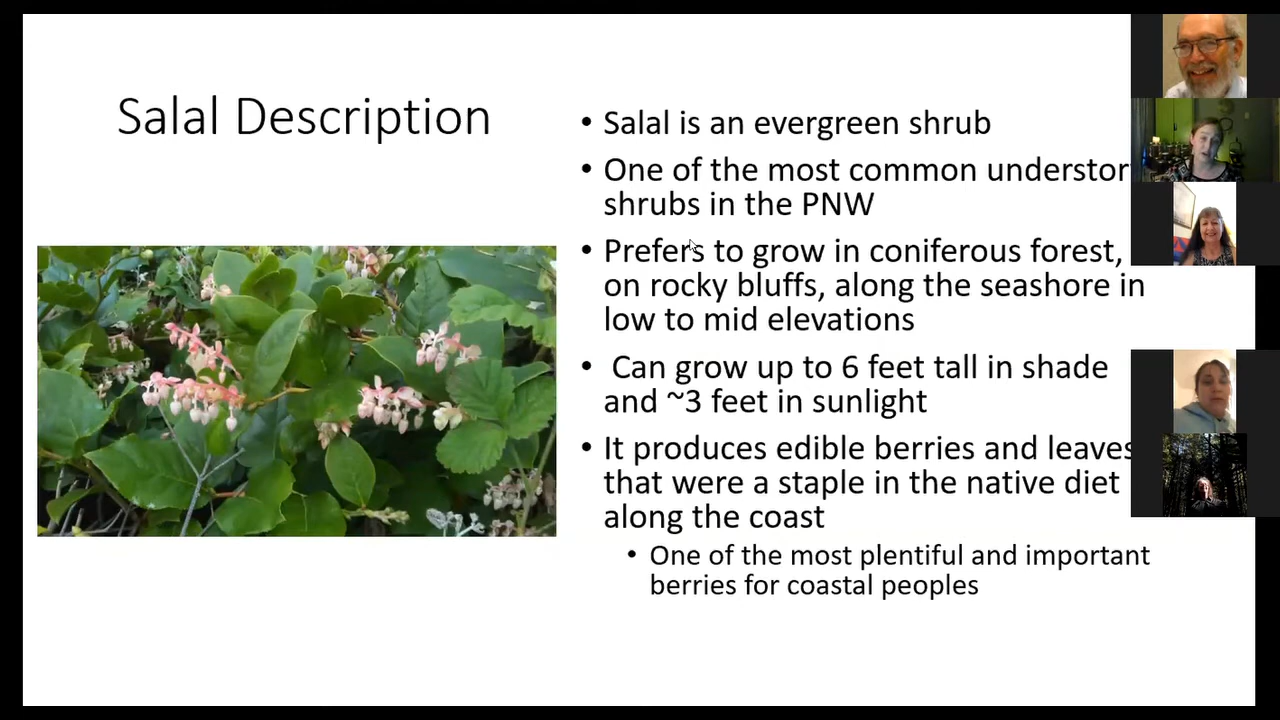 Salal Description
• Salal is an evergreen shrub
• One of the most common understor
shrubs in the PNW
• Prefers to grow in coniferous forest,
on rocky bluffs, along the seashore in
low to mid elevations
• Can grow up to 6 feet tall in shade
and ~3 feet in sunlight
• It produces edible berries and leaves
that were a staple in the native diet
along the coast
• One of the most plentiful and important
berries for coastal peoples